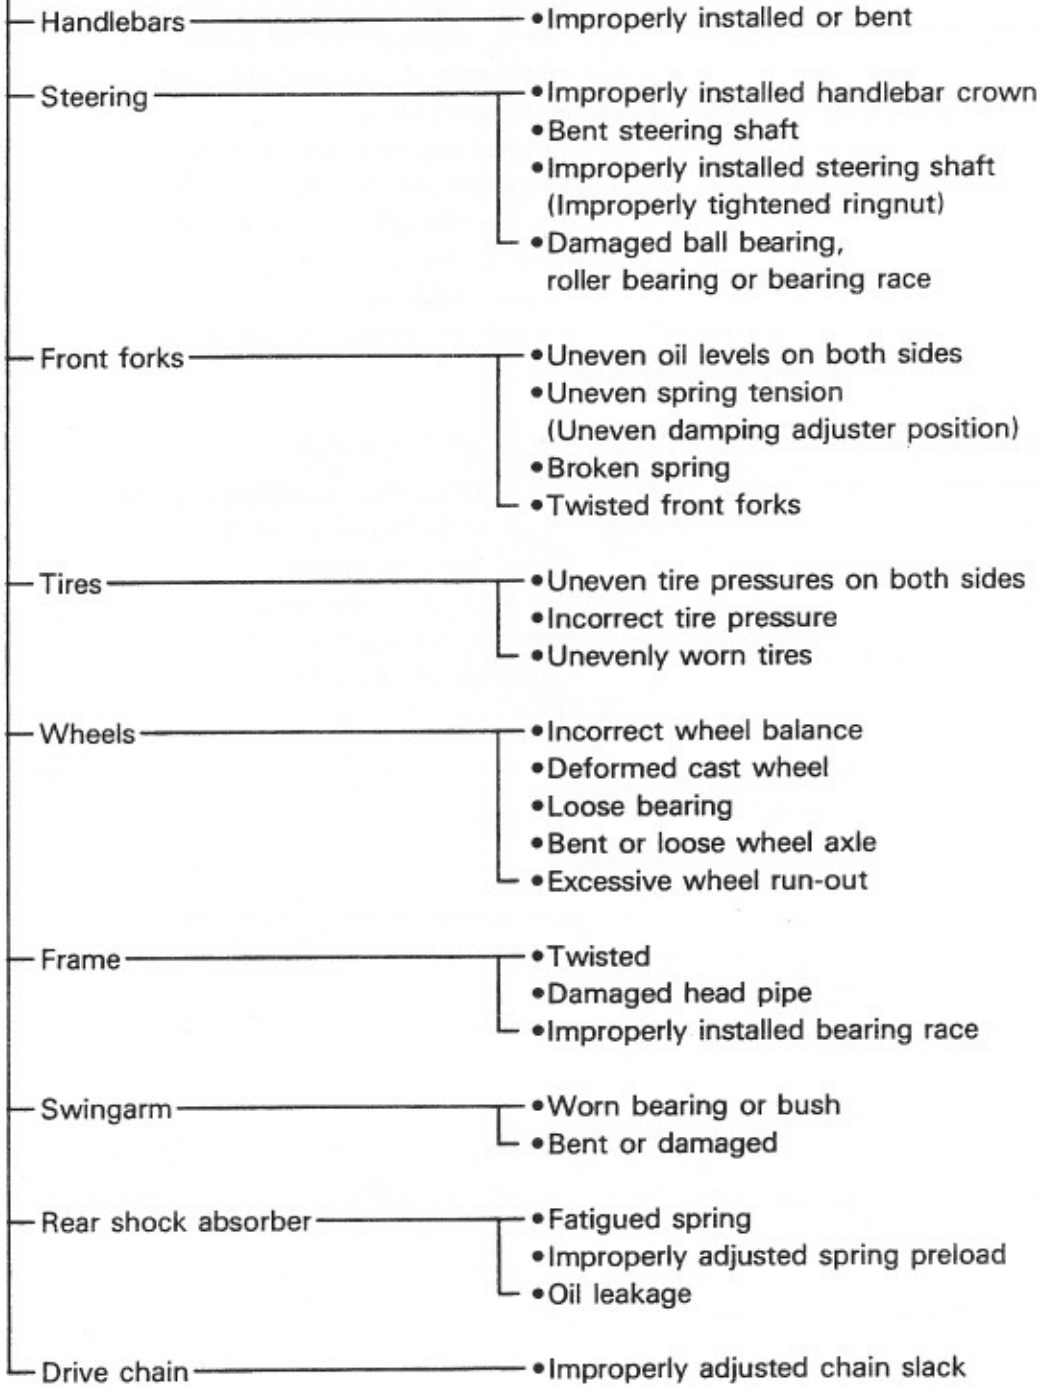 Handlebars •Improperly installed or bent
Steering •Improperly installed handlebar crown
•Bent steering shaft
•Improperly installed steering shaft
(Improperly tightened ringnut)
•Damaged ball bearing,
roller bearing or bearing race
Front forks •Uneven oil levels on both sides
•Uneven spring tension
(Uneven damping adjuster position)
•Broken spring
•Twisted front forks
Tires •Uneven tire pressures on both sides
•Incorrect tire pressure
•Unevenly worn tires
Wheels •Incorrect wheel balance
•Deformed cast wheel
•Loose bearing
•Bent or loose wheel axle
•Excessive wheel run-out
Frame •Twisted
•Damaged head pipe
•Improperly installed bearing race
Swingarm •Worn bearing or bush
•Bent or damaged
Rear shock absorber •Fatigued spring
•Improperly adjusted spring preload
•Oil leakage
Drive chain •Improperly adjusted chain slack